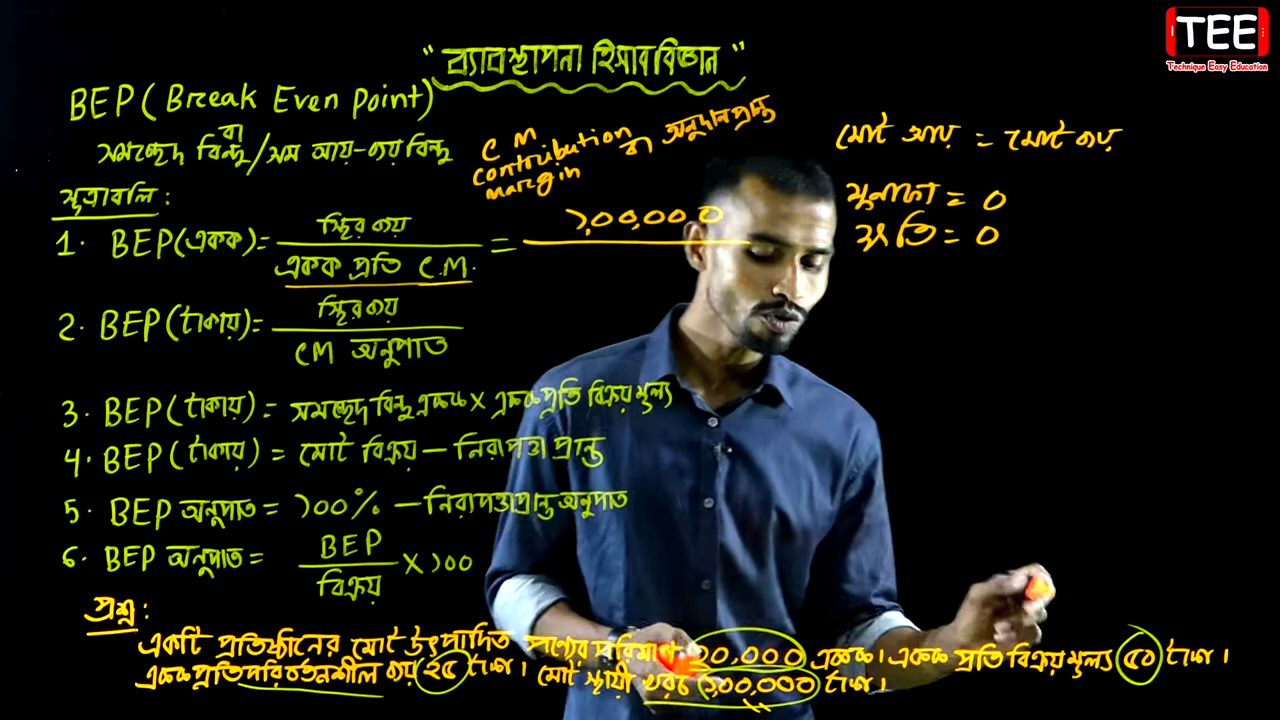 TEE
Technique Easy Education
"ব্যাবস্থাপনা হিসাব বিজ্ঞান"
BEP ( Break Even Point )
বা
সমচ্ছেদ বিন্দু / সম আয়-ব্যয় বিন্দু
C M
contribution বা অনুদান প্রান্ত
margin
মোট আয় = মোট ব্যয়
মুনাফা = 0
ক্ষতি = 0
সূত্রাবলি :
1. BEP (একক) = স্থির ব্যয় / একক প্রতি C.M. = ১,০০,০০০
2. BEP (টাকায়) = স্থির ব্যয় / CM অনুপাত
3. BEP (টাকায়) = সমচ্ছেদ বিন্দু একক × একক প্রতি বিক্রয় মূল্য
4. BEP (টাকায়) = মোট বিক্রয় – নিরাপত্তা প্রান্ত
5. BEP অনুপাত = ১০০% – নিরাপত্তা প্রান্ত অনুপাত
6. BEP অনুপাত = BEP / বিক্রয় × ১০০
প্রশ্ন :
একটি প্রতিষ্ঠানের মোট উৎপাদিত পণ্যের পরিমাণ ২০,০০০ একক। একক প্রতি বিক্রয় মূল্য ৫০ টাকা।
একক প্রতি পরিবর্তনশীল ব্যয় ২৫ টাকা। মোট স্থায়ী খরচ ১,০০,০০০ টাকা।